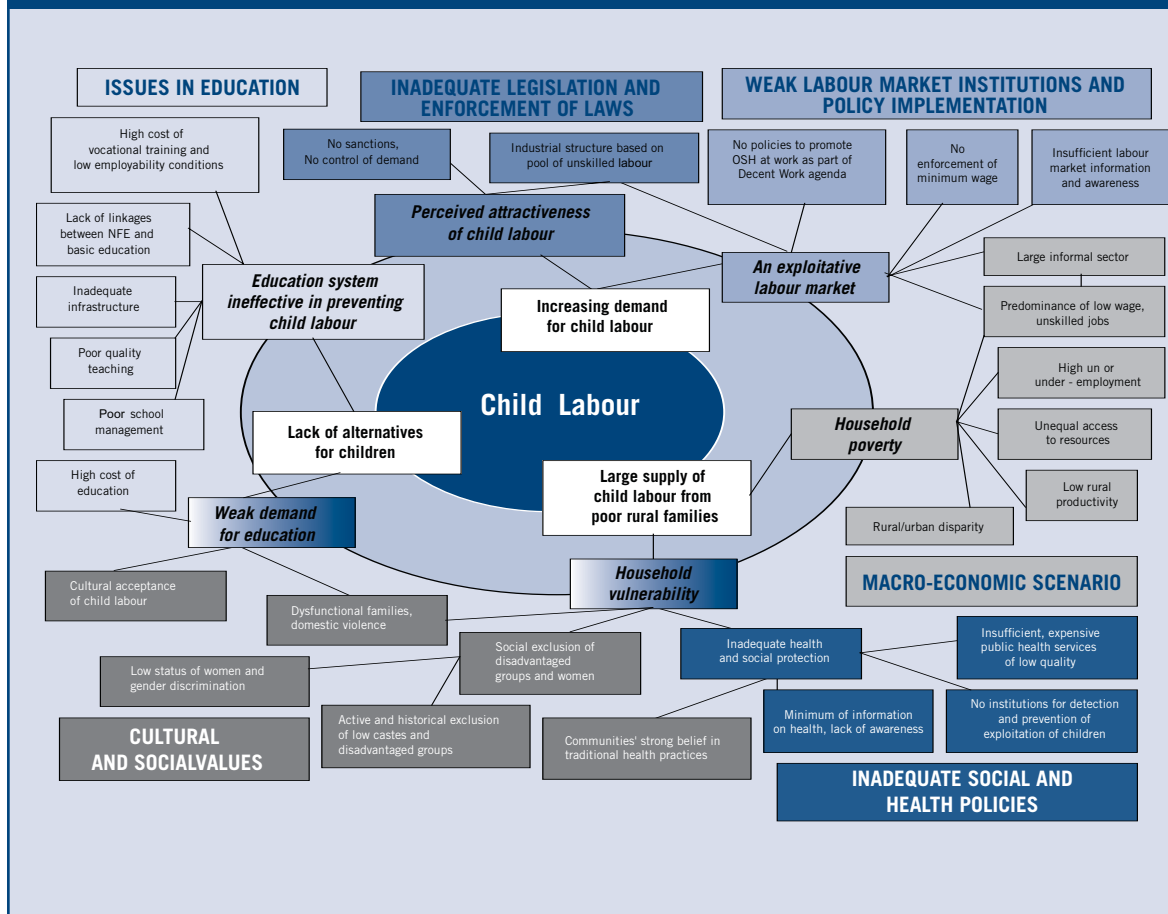 ISSUES IN EDUCATION
INADEQUATE LEGISLATION AND
ENFORCEMENT OF LAWS
WEAK LABOUR MARKET INSTITUTIONS AND
POLICY IMPLEMENTATION
High cost of
vocational training and
low employability conditions
No sanctions,
No control of demand
Industrial structure based on
pool of unskilled labour
No policies to promote
OSH at work as part of
Decent Work agenda
No
enforcement of
minimum wage
Insufficient labour
market information
and awareness
Lack of linkages
between NFE and
basic education
Perceived attractiveness
of child labour
An exploitative
labour market
Large informal sector
Education system
ineffective in preventing
child labour
Inadequate
infrastructure
Increasing demand
for child labour
Predominance of low wage,
unskilled jobs
Poor quality
teaching
High un or
under - employment
Child Labour
Poor school
management
Lack of alternatives
for children
Household
poverty
Unequal access
to resources
High cost of
education
Large supply of
child labour from
poor rural families
Low rural
productivity
Weak demand
for education
Rural/urban disparity
Cultural acceptance
of child labour
Household
vulnerability
MACRO-ECONOMIC SCENARIO
Dysfunctional families,
domestic violence
Social exclusion of
disadvantaged
groups and women
Inadequate health
and social protection
Insufficient, expensive
public health services
of low quality
Low status of women and
gender discrimination
Active and historical exclusion
of low castes and
disadvantaged groups
Communities' strong belief in
traditional health practices
Minimum of information
on health, lack of awareness
No institutions for detection
and prevention of
exploitation of children
CULTURAL
AND SOCIALVALUES
INADEQUATE SOCIAL AND
HEALTH POLICIES